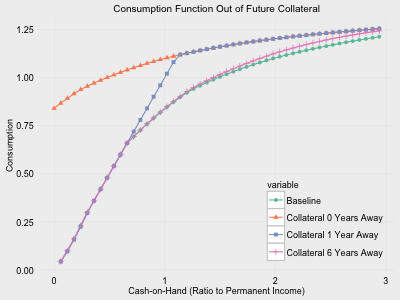 Consumption Function Out of Future Collateral
Consumption
1.25
1.00
0.75
0.50
0.25
0.00
0 1 2 3
Cash-on-Hand (Ratio to Permanent Income)
variable
Baseline
Collateral 0 Years Away
Collateral 1 Year Away
Collateral 6 Years Away